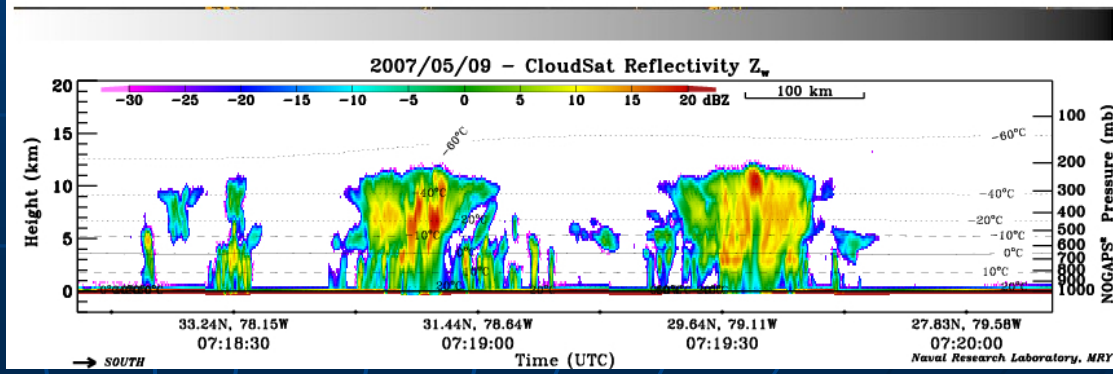 2007/05/09 - CloudSat Reflectivity Zw
20
-30 -25 -20 -15 -10 -5 0 5 10 15 20 dBZ
100 km
100
15
-60°C
-60°C
200
10
-40°C
-40°C
300
-20°C
-20°C
400
5
-10°C
-10°C
500
600
0°C
0°C
700
10°C
10°C
800
900
0
20°C
1000
Height (km)
NOGAPS Pressure (mb)
33.24N, 78.15W 31.44N, 78.64W 29.64N, 79.11W 27.83N, 79.58W
07:18:30 07:19:00 07:19:30 07:20:00
→ SOUTH
Time (UTC)
Naval Research Laboratory, MRY